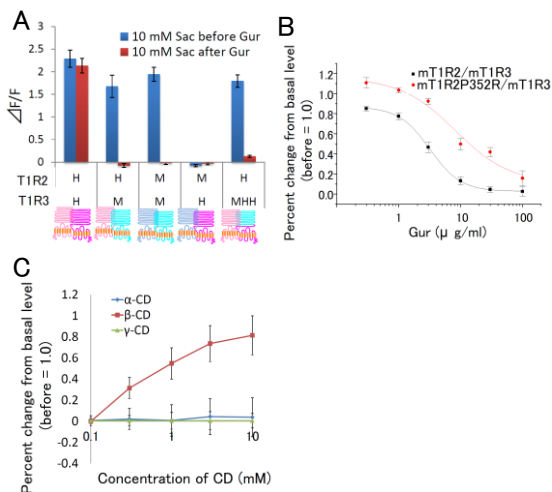 A
10 mM Sac before Gur
10 mM Sac after Gur
⊿F/F
3
2.5
2
1.5
1
0.5
0
T1R2 H H M M H
T1R3 H M M H MHH
B
mT1R2/mT1R3
mT1R2P352R/mT1R3
Percent change from basal level
(before = 1.0)
1.2
1.0
0.8
0.6
0.4
0.2
0.0
1 10 100
Gur (μ g/ml)
C
α-CD
β-CD
γ-CD
Percent change from basal level
(before = 1.0)
1.2
1
0.8
0.6
0.4
0.2
0
-0.2
-0.4
0.1 1 10
Concentration of CD (mM)